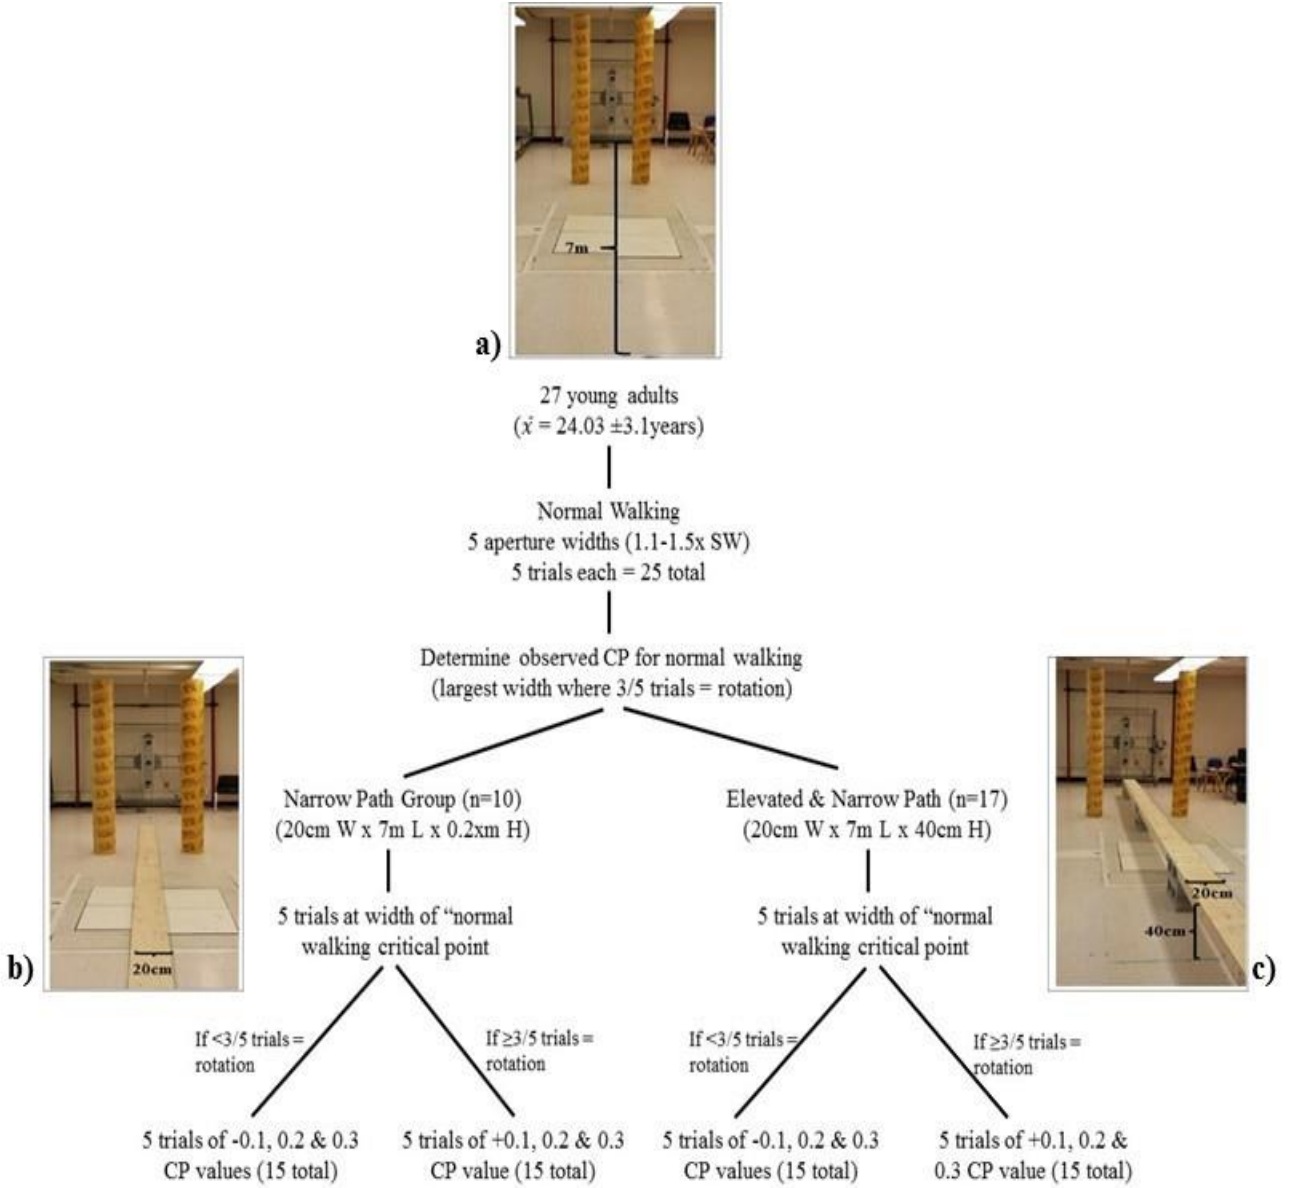 7m
a)
27 young adults
(x́ = 24.03 ±3.1years)
Normal Walking
5 aperture widths (1.1-1.5x SW)
5 trials each = 25 total
Determine observed CP for normal walking
(largest width where 3/5 trials = rotation)
Narrow Path Group (n=10)
(20cm W x 7m L x 0.2xm H)
Elevated & Narrow Path (n=17)
(20cm W x 7m L x 40cm H)
20cm
b)
20cm
40cm
c)
5 trials at width of “normal
walking critical point
5 trials at width of “normal
walking critical point
If <3/5 trials =
rotation
If ≥3/5 trials =
rotation
If <3/5 trials =
rotation
If ≥3/5 trials =
rotation
5 trials of -0.1, 0.2 & 0.3
CP values (15 total)
5 trials of +0.1, 0.2 & 0.3
CP value (15 total)
5 trials of -0.1, 0.2 & 0.3
CP values (15 total)
5 trials of +0.1, 0.2 &
0.3 CP value (15 total)